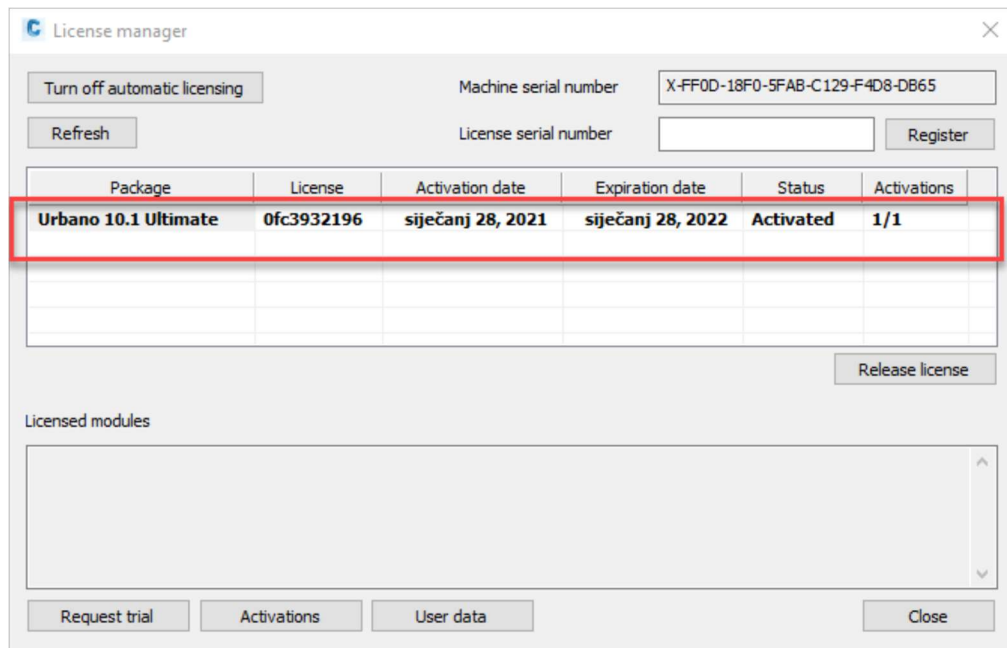 License manager
Turn off automatic licensing
Machine serial number
X-FF0D-18F0-5FAB-C129-F4D8-DB65
Refresh
License serial number
Register
Package License Activation date Expiration date Status Activations
Urbano 10.1 Ultimate 0fc3932196 siječanj 28, 2021 siječanj 28, 2022 Activated 1/1
Release license
Licensed modules
Request trial
Activations
User data
Close